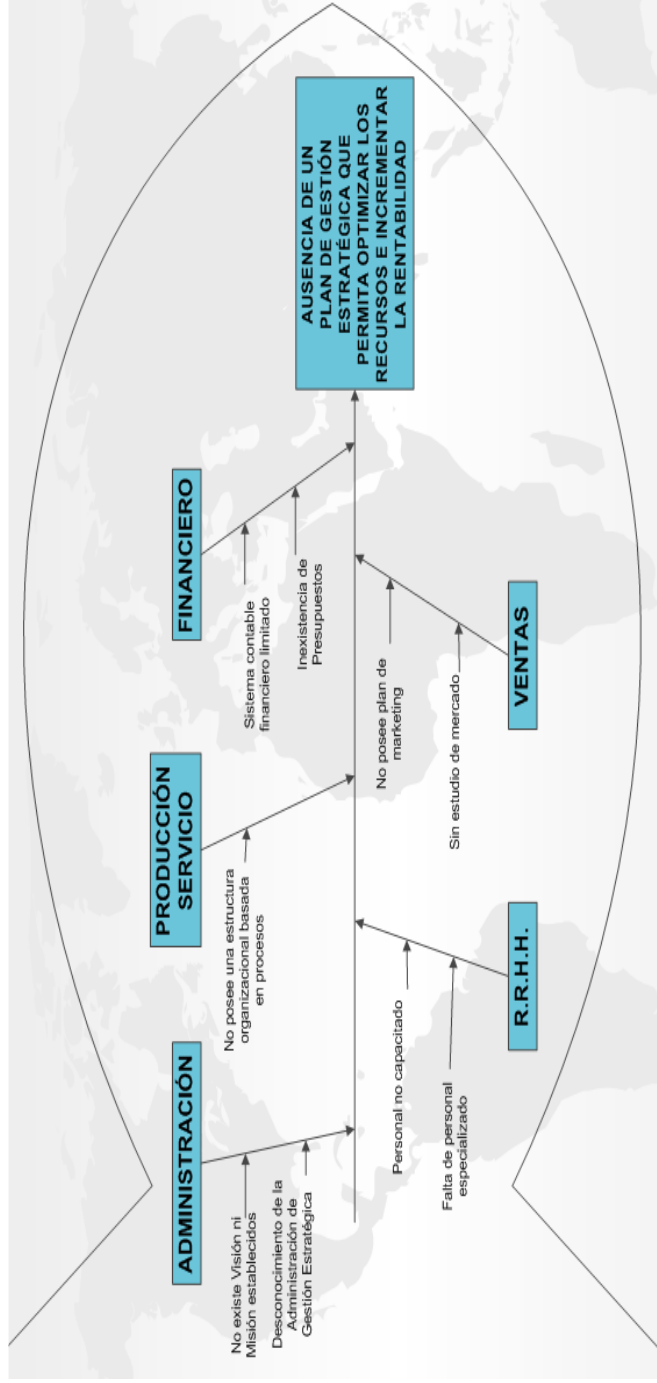 ADMINISTRACIÓN
No existe Visión ni
Misión establecidos
Desconocimiento de la
Administración de
Gestión Estratégica
PRODUCCIÓN
SERVICIO
No posee una estructura
organizacional basada
en procesos
FINANCIERO
Sistema contable
financiero limitado
Inexistencia de
Presupuestos
AUSENCIA DE UN
PLAN DE GESTIÓN
ESTRATÉGICA QUE
PERMITA OPTIMIZAR LOS
RECURSOS E INCREMENTAR
LA RENTABILIDAD
Personal no capacitado
Falta de personal
especializado
R.R.H.H.
No posee plan de
marketing
Sin estudio de mercado
VENTAS